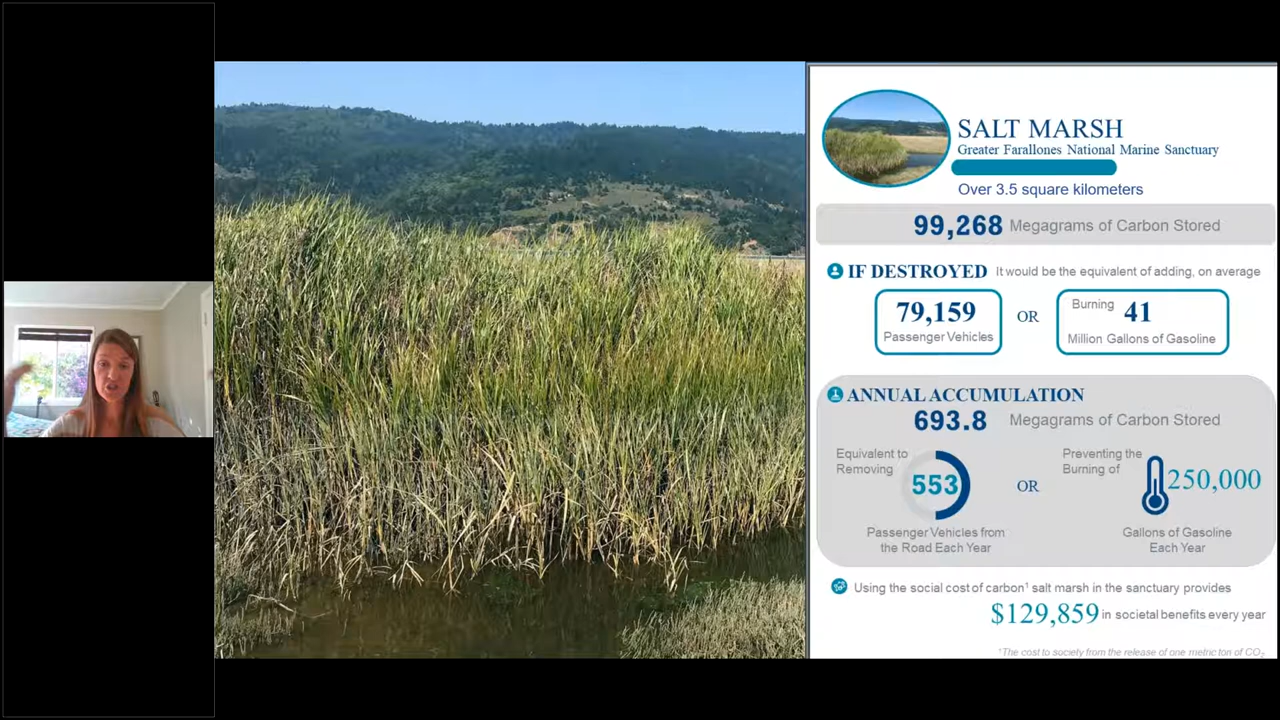 SALT MARSH
Greater Farallones National Marine Sanctuary
Over 3.5 square kilometers
99,268 Megagrams of Carbon Stored
IF DESTROYED It would be the equivalent of adding, on average
79,159
Passenger Vehicles
OR
Burning 41
Million Gallons of Gasoline
ANNUAL ACCUMULATION
693.8 Megagrams of Carbon Stored
Equivalent to
Removing
553
Passenger Vehicles from
the Road Each Year
OR
Preventing the
Burning of
250,000
Gallons of Gasoline
Each Year
Using the social cost of carbon¹ salt marsh in the sanctuary provides
$129,859 in societal benefits every year
¹The cost to society from the release of one metric ton of CO₂